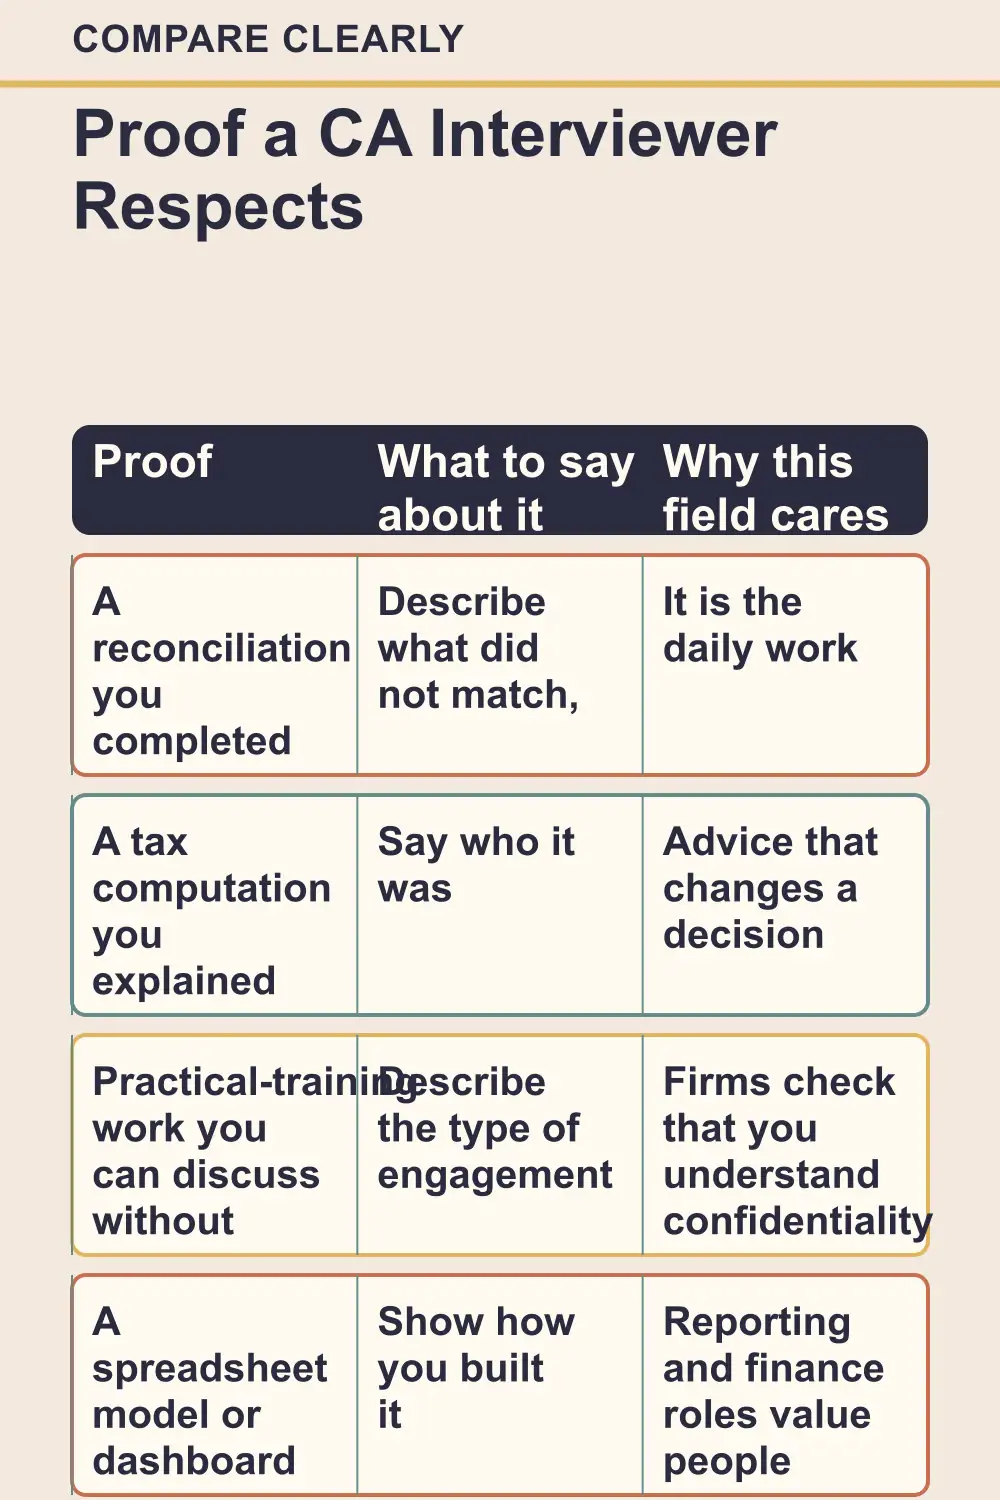 COMPARE CLEARLY
Proof a CA Interviewer
Respects
Proof
What to say
about it
Why this
field cares
A
reconciliation
you
completed
Describe
what did
not match,
It is the
daily work
A tax
computation
you
explained
Say who it
was
Advice that
changes a
decision
Practical-training
work you
can discuss
without
Describe
the type of
engagement
Firms check
that you
understand
confidentiality
A
spreadsheet
model or
dashboard
Show how
you built
it
Reporting
and finance
roles value
people